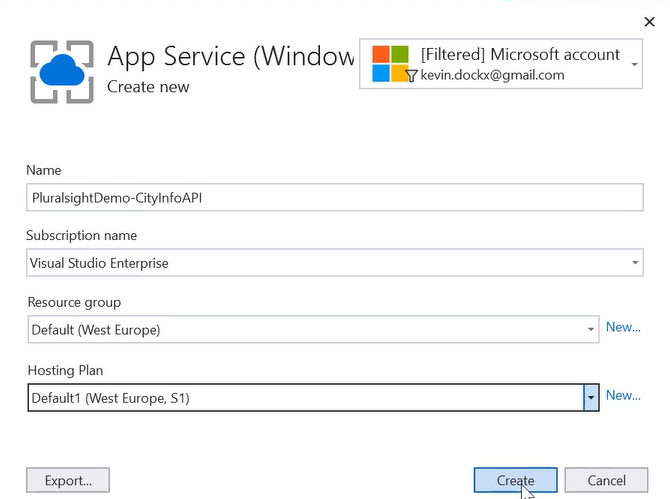 App Service (Window
Create new
[Filtered] Microsoft account
kevin.dockx@gmail.com
Name
PluralsightDemo-CityInfoAPI
Subscription name
Visual Studio Enterprise
Resource group
Default (West Europe)
New...
Hosting Plan
Default1 (West Europe, S1)
New...
Export...
Create
Cancel